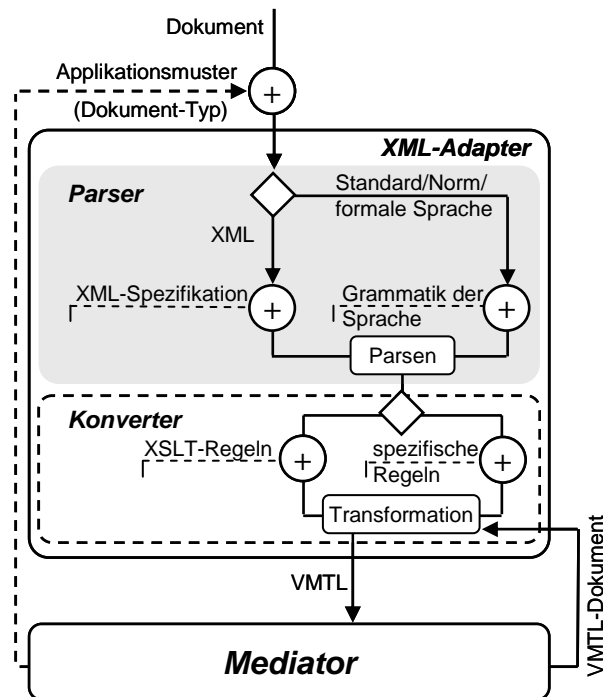 Dokument
Applikationsmuster
(Dokument-Typ)
+
XML-Adapter
Parser
Standard/Norm/
formale Sprache
XML
XML-Spezifikation
+
Grammatik der
Sprache
+
Parsen
Konverter
XSLT-Regeln
+
spezifische
Regeln
+
Transformation
VMTL
VMTL-Dokument
Mediator